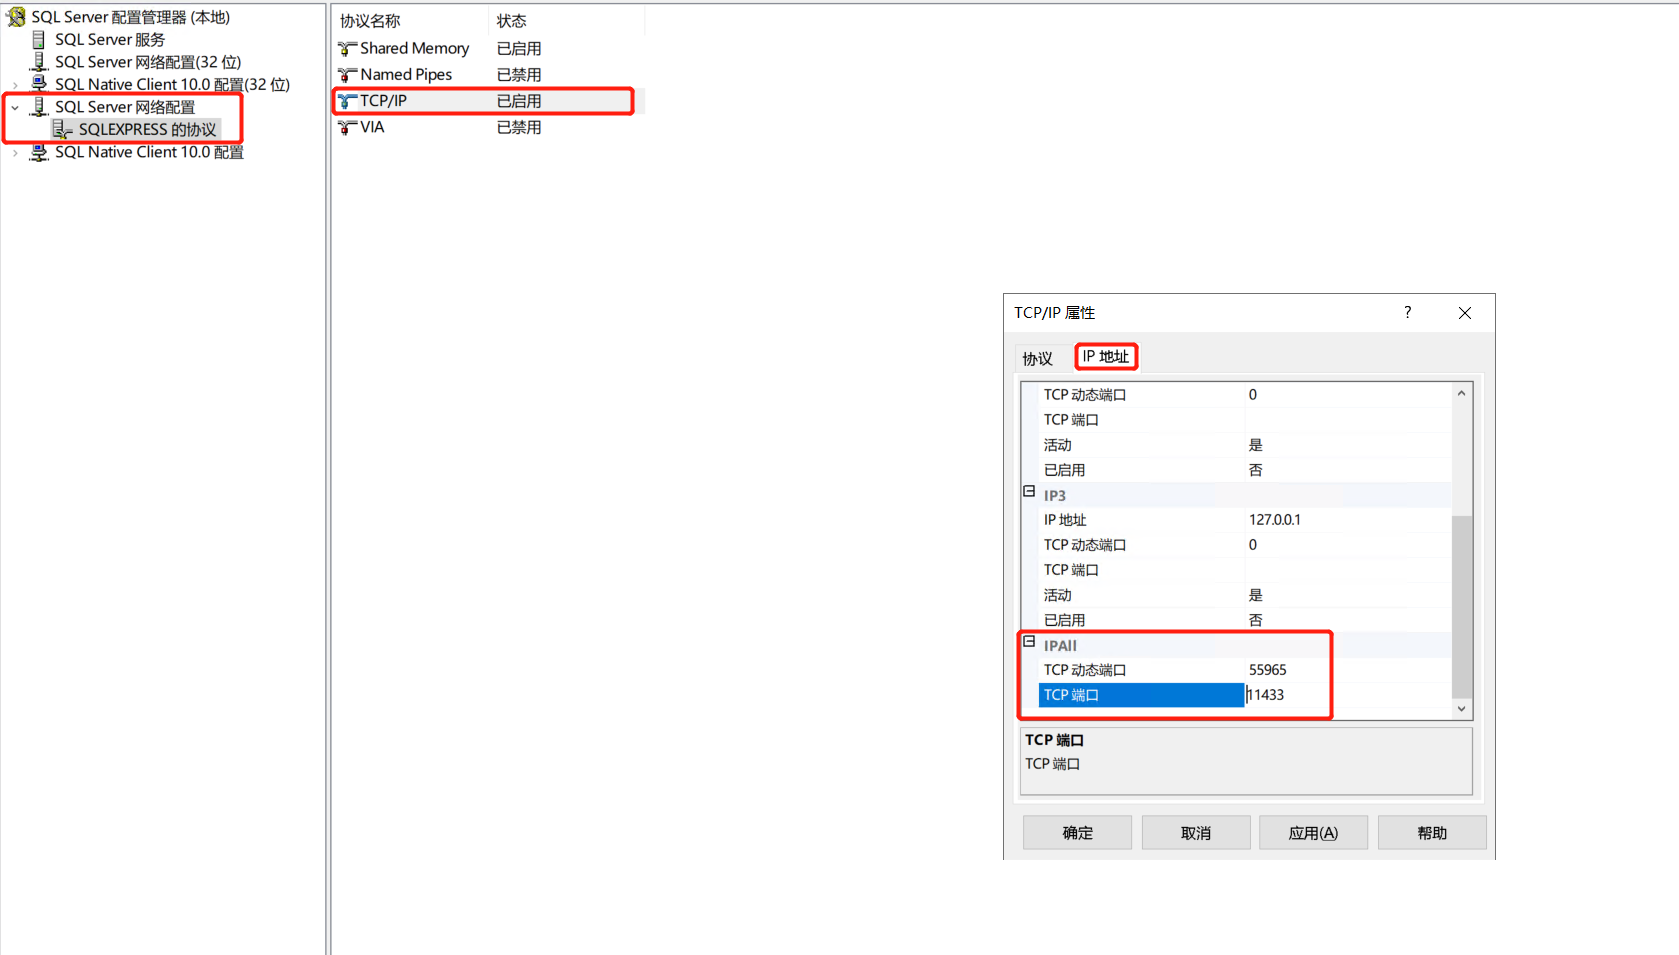 SQL Server 配置管理器 (本地)
SQL Server 服务
SQL Server 网络配置(32 位)
SQL Native Client 10.0 配置(32 位)
SQL Server 网络配置
SQLEXPRESS 的协议
SQL Native Client 10.0 配置
协议名称 状态
Shared Memory 已启用
Named Pipes 已禁用
TCP/IP 已启用
VIA 已禁用
TCP/IP 属性 ?
协议 IP 地址
TCP 动态端口 0
TCP 端口
活动 是
已启用 否
IP3
IP 地址 127.0.0.1
TCP 动态端口 0
TCP 端口
活动 是
已启用 否
IPAll
TCP 动态端口 55965
TCP 端口 11433
TCP 端口
TCP 端口
确定 取消 应用(A) 帮助